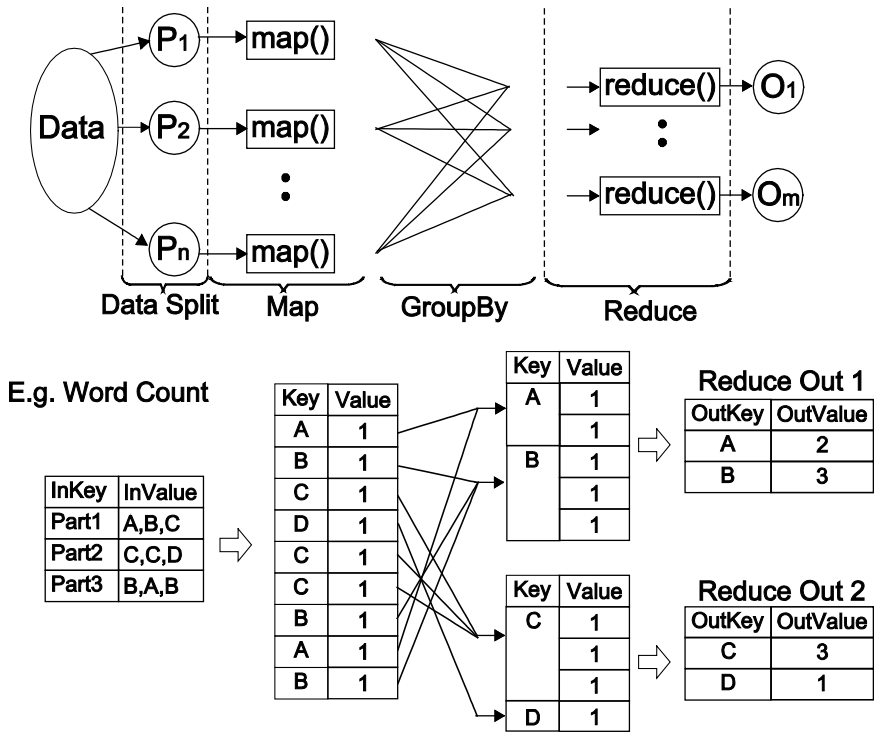 Data
P1
map()
P2
map()
Pn
map()
reduce()
O1
reduce()
Om
Data Split
Map
GroupBy
Reduce
E.g. Word Count
InKey InValue
Part1 A,B,C
Part2 C,C,D
Part3 B,A,B
Key Value
A 1
B 1
C 1
D 1
C 1
C 1
B 1
A 1
B 1
Key Value
A 1
1
B 1
1
1
Key Value
C 1
1
1
D 1
Reduce Out 1
OutKey OutValue
A 2
B 3
Reduce Out 2
OutKey OutValue
C 3
D 1